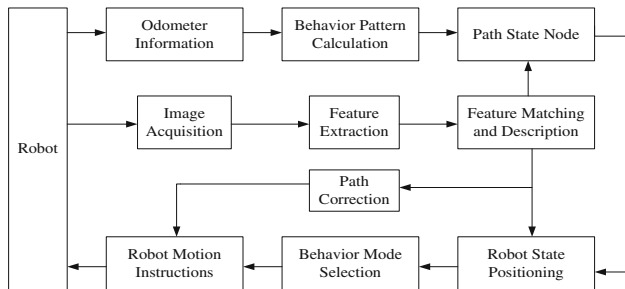 Robot
Odometer
Information
Behavior Pattern
Calculation
Path State Node
Image
Acquisition
Feature
Extraction
Feature Matching
and Description
Path
Correction
Robot Motion
Instructions
Behavior Mode
Selection
Robot State
Positioning